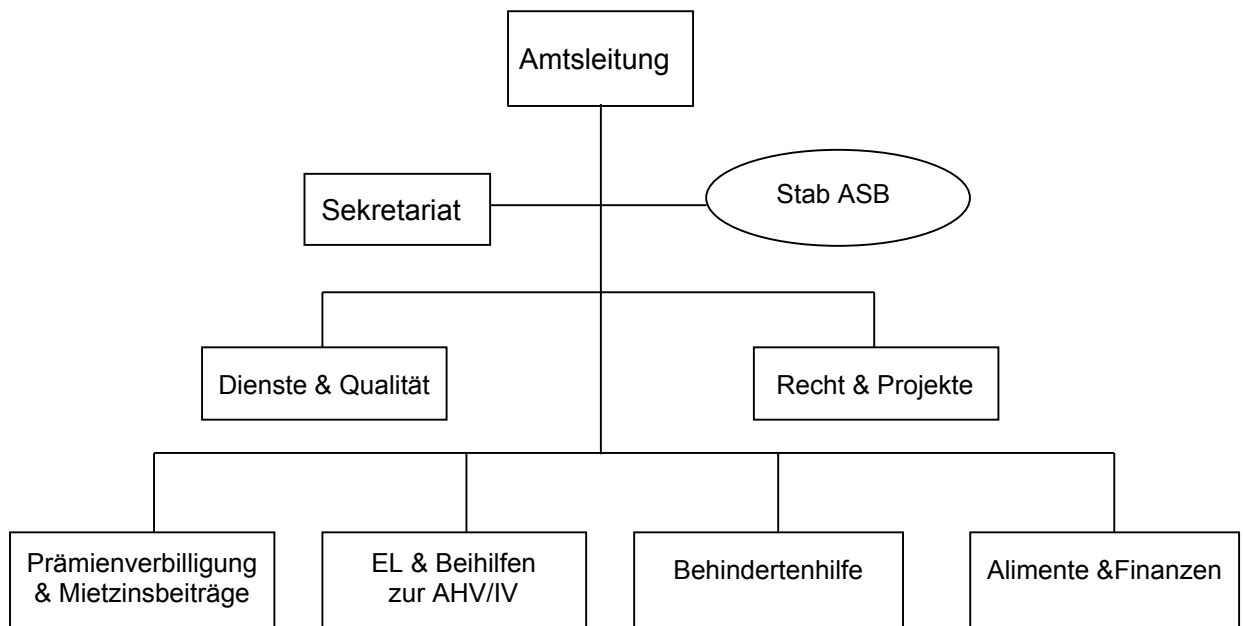 Amtsleitung
Sekretariat
Stab ASB
Dienste & Qualität
Recht & Projekte
Prämienverbilligung
& Mietzinsbeiträge
EL & Beihilfen
zur AHV/IV
Behindertenhilfe
Alimente &Finanzen